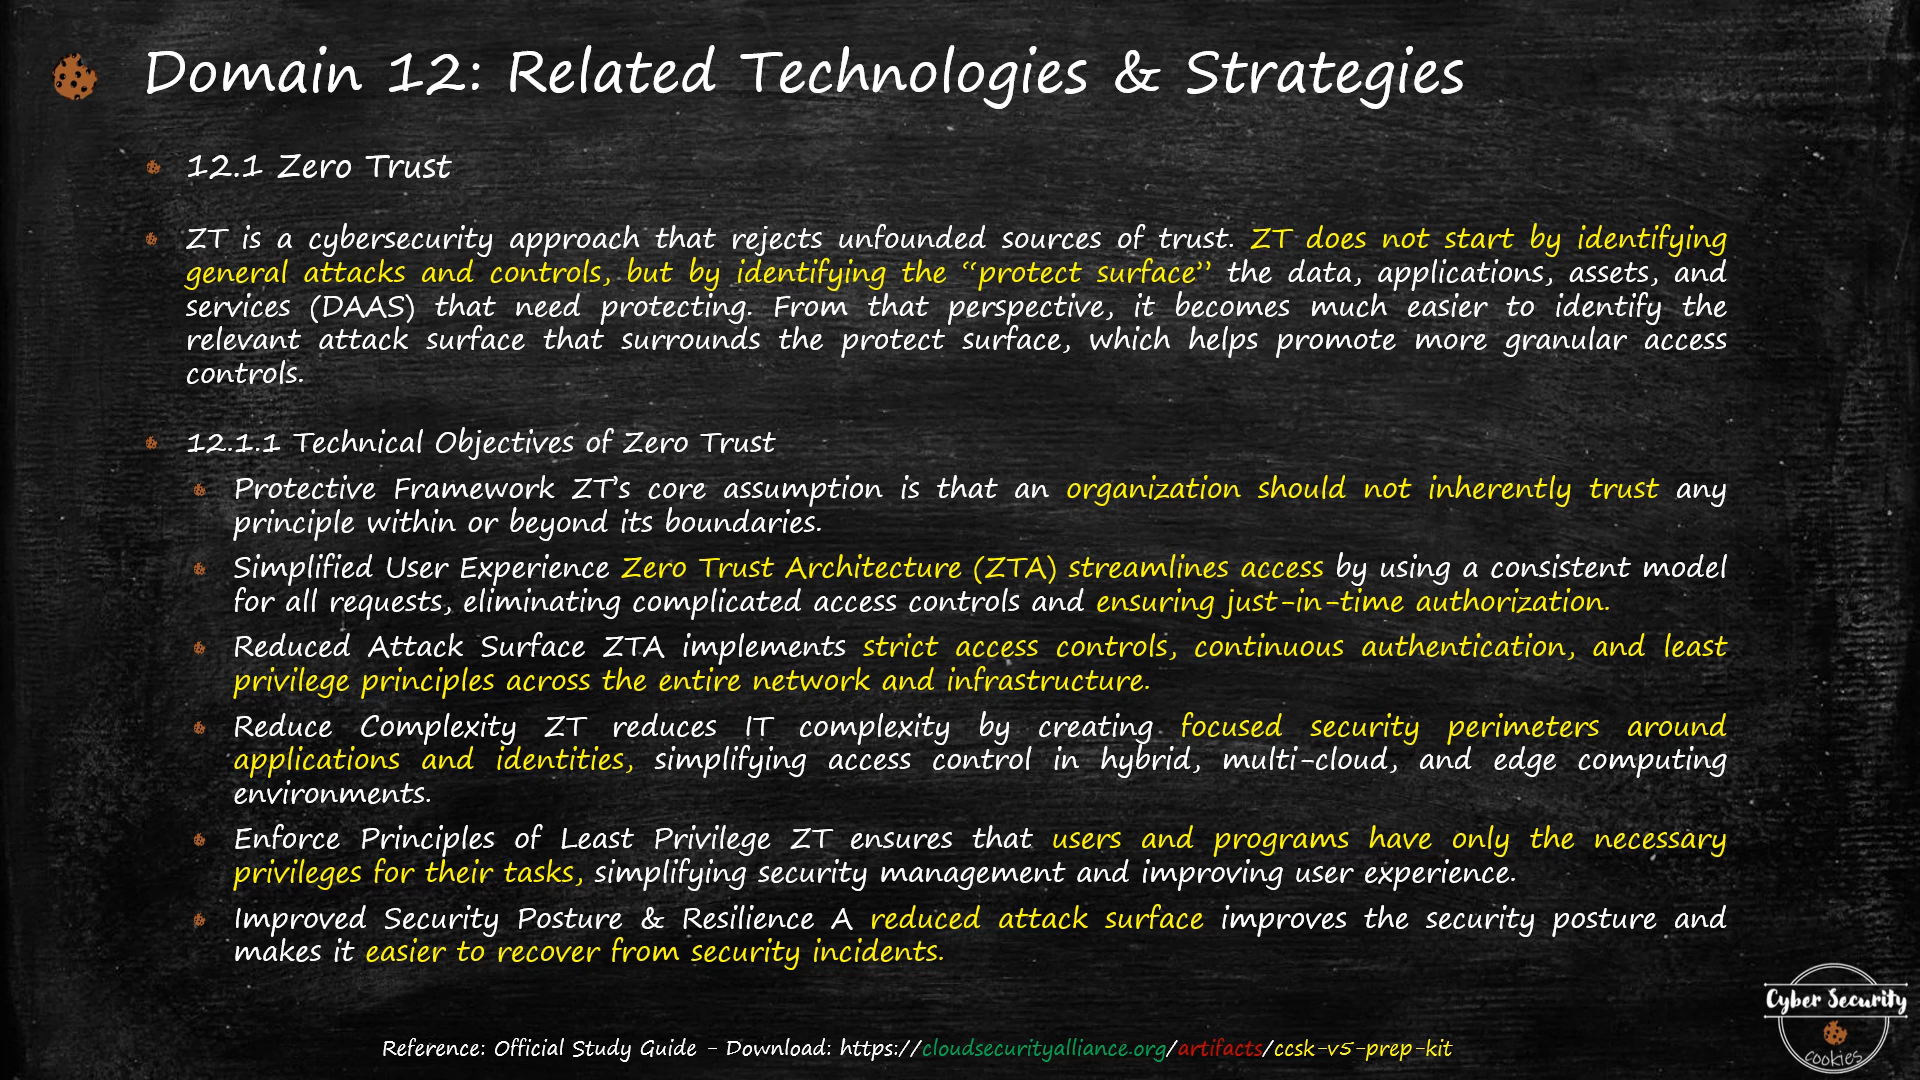 Domain 12: Related Technologies & Strategies
12.1 Zero Trust
ZT is a cybersecurity approach that rejects unfounded sources of trust. ZT does not start by identifying
general attacks and controls, but by identifying the “protect surface” the data, applications, assets, and
services (DAAS) that need protecting. From that perspective, it becomes much easier to identify the
relevant attack surface that surrounds the protect surface, which helps promote more granular access
controls.
12.1.1 Technical Objectives of Zero Trust
Protective Framework ZT’s core assumption is that an organization should not inherently trust any
principle within or beyond its boundaries.
Simplified User Experience Zero Trust Architecture (ZTA) streamlines access by using a consistent model
for all requests, eliminating complicated access controls and ensuring just-in-time authorization.
Reduced Attack Surface ZTA implements strict access controls, continuous authentication, and least
privilege principles across the entire network and infrastructure.
Reduce Complexity ZT reduces IT complexity by creating focused security perimeters around
applications and identities, simplifying access control in hybrid, multi-cloud, and edge computing
environments.
Enforce Principles of Least Privilege ZT ensures that users and programs have only the necessary
privileges for their tasks, simplifying security management and improving user experience.
Improved Security Posture & Resilience A reduced attack surface improves the security posture and
makes it easier to recover from security incidents.
Cyber Security
cookies
Reference: Official Study Guide - Download: https://cloudsecurityalliance.org/artifacts/ccsk-v5-prep-kit